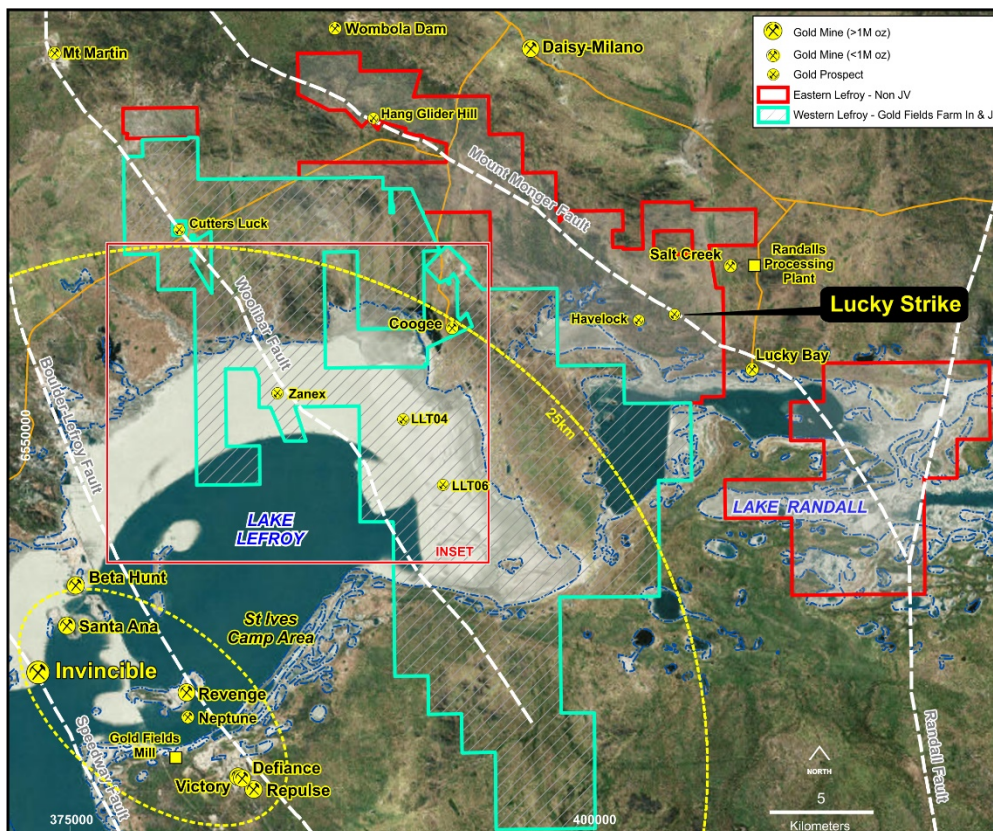 Wombola Dam
Mt Martin
Daisy-Milano
Gold Mine (>1M oz)
Gold Mine (<1M oz)
Gold Prospect
Eastern Lefroy - Non JV
Western Lefroy - Gold Fields Farm In & J
Hang Glider Hill
Mount Monger Fault
Cutters Luck
Salt Creek
Randalls
Processing
Plant
Woolibar Fault
Lucky Strike
Havelock
Coogee
Lucky Bay
Boulder-Lefroy Fault
Zanex
LLT04
25km
6550000
LLT06
LAKE
LEFROY
LAKE RANDALL
INSET
Beta Hunt
St Ives
Camp Area
Santa Ana
Invincible
Revenge
Neptune
Gold Fields
Mill
Speedway Fault
Randall Fault
Defiance
Victory
Repulse
NORTH
5
Kilometers
375000
400000